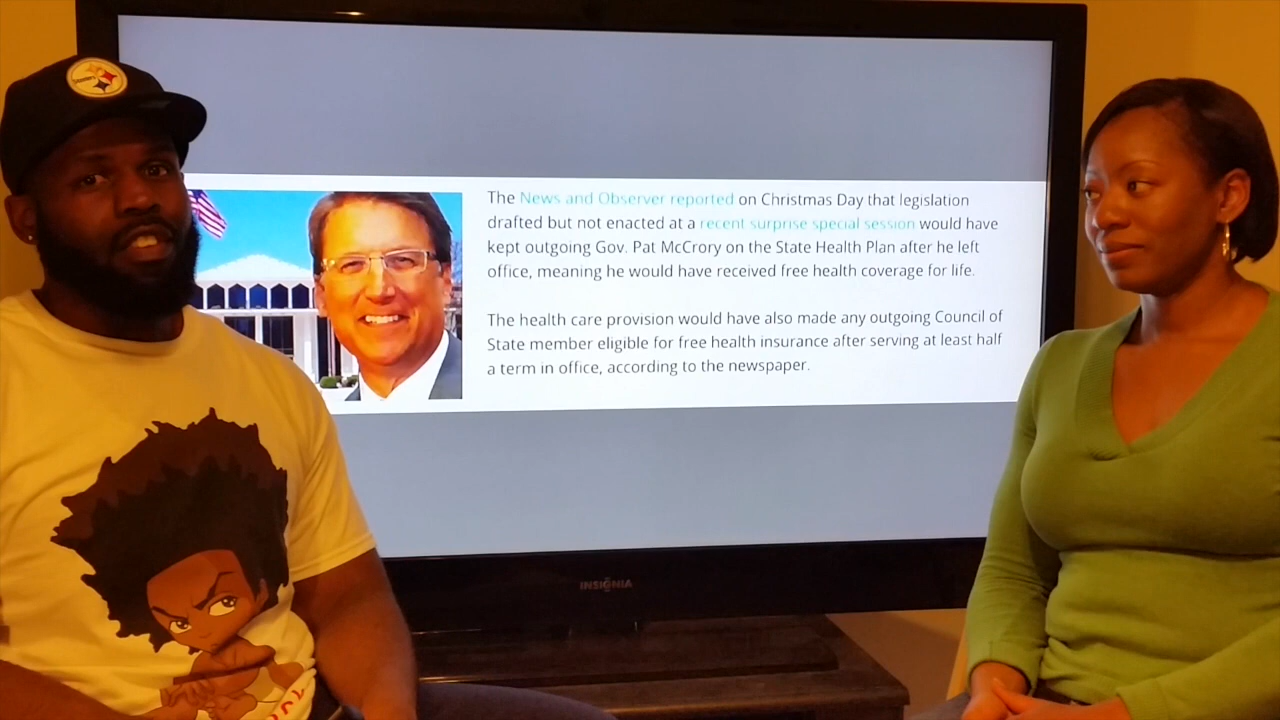 Steelers
The News and Observer reported on Christmas Day that legislation
drafted but not enacted at a recent surprise special session would have
kept outgoing Gov. Pat McCrory on the State Health Plan after he left
office, meaning he would have received free health coverage for life.
The health care provision would have also made any outgoing Council of
State member eligible for free health insurance after serving at least half
a term in office, according to the newspaper.
INSIGNIA